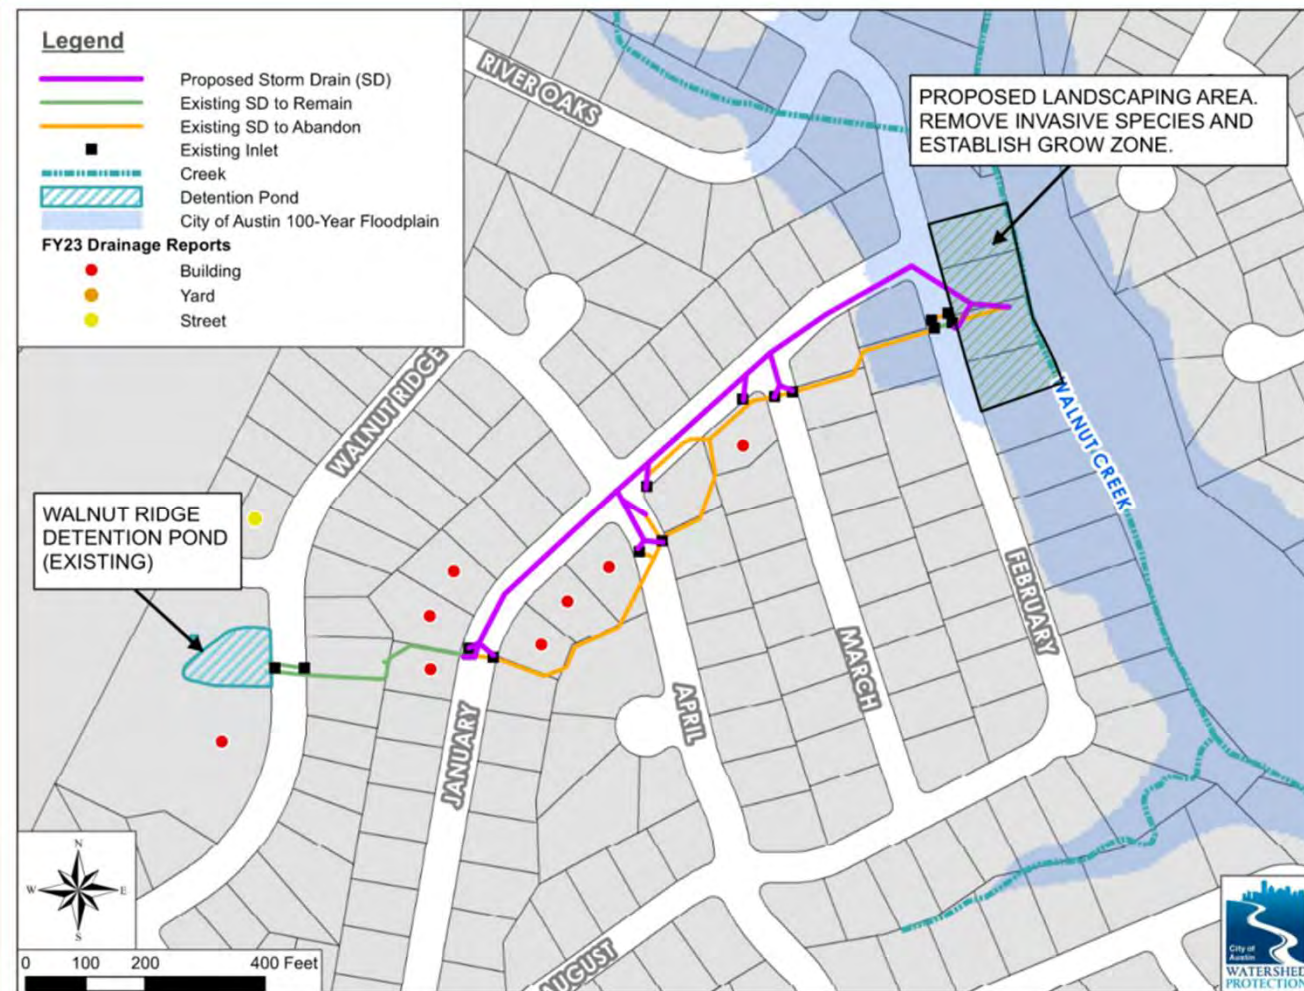 Legend
Proposed Storm Drain (SD)
Existing SD to Remain
Existing SD to Abandon
Existing Inlet
Creek
Detention Pond
City of Austin 100-Year Floodplain
FY23 Drainage Reports
Building
Yard
Street
RIVER OAKS
PROPOSED LANDSCAPING AREA.
REMOVE INVASIVE SPECIES AND
ESTABLISH GROW ZONE.
WALNUT RIDGE
WALNUT CREEK
WALNUT RIDGE
DETENTION POND
(EXISTING)
FEBRUARY
MARCH
APRIL
JANUARY
AUGUST
N
W E
S
0 100 200 400 Feet
City of
Austin
WATERSHED
PROTECTION